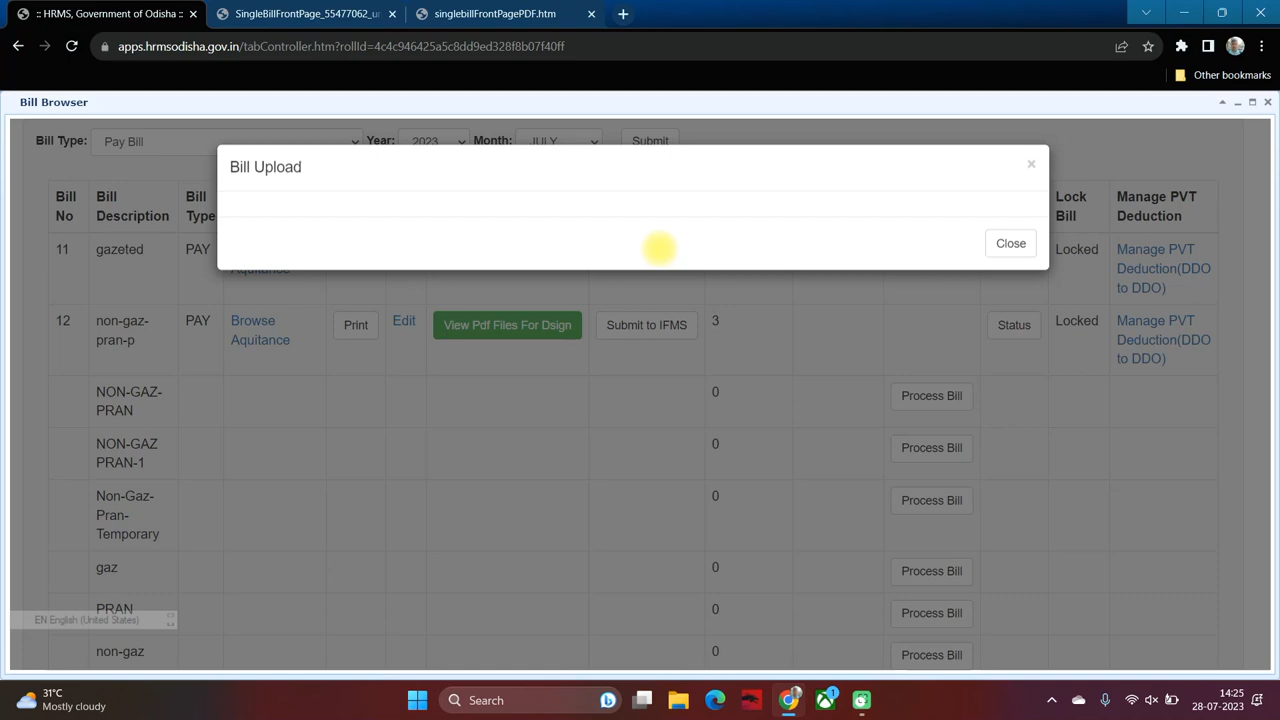 :: HRMS, Government of Odisha ::
SingleBillFrontPage_55477062_un
singlebillFrontPagePDF.htm
apps.hrmsodisha.gov.in/tabController.htm?rollId=4c4c946425a5c8dd9ed328f8b07f40ff
Other bookmarks
Bill Browser
Bill Type: Pay Bill Year: 2023 Month: JULY Submit
Bill Upload
×
Close
Bill No
Bill Description
Bill Type
Lock Bill
Manage PVT Deduction
11 gazeted PAY Aquitance Locked Manage PVT Deduction(DDO to DDO)
12 non-gaz-pran-p PAY Browse Aquitance Print Edit View Pdf Files For Dsign Submit to IFMS 3 Status Locked Manage PVT Deduction(DDO to DDO)
NON-GAZ-PRAN 0 Process Bill
NON-GAZ PRAN-1 0 Process Bill
Non-Gaz-Pran-Temporary 0 Process Bill
gaz 0 Process Bill
PRAN 0 Process Bill
EN English (United States)
non-gaz 0 Process Bill
31°C
Mostly cloudy
Search
1
14:25
28-07-2023